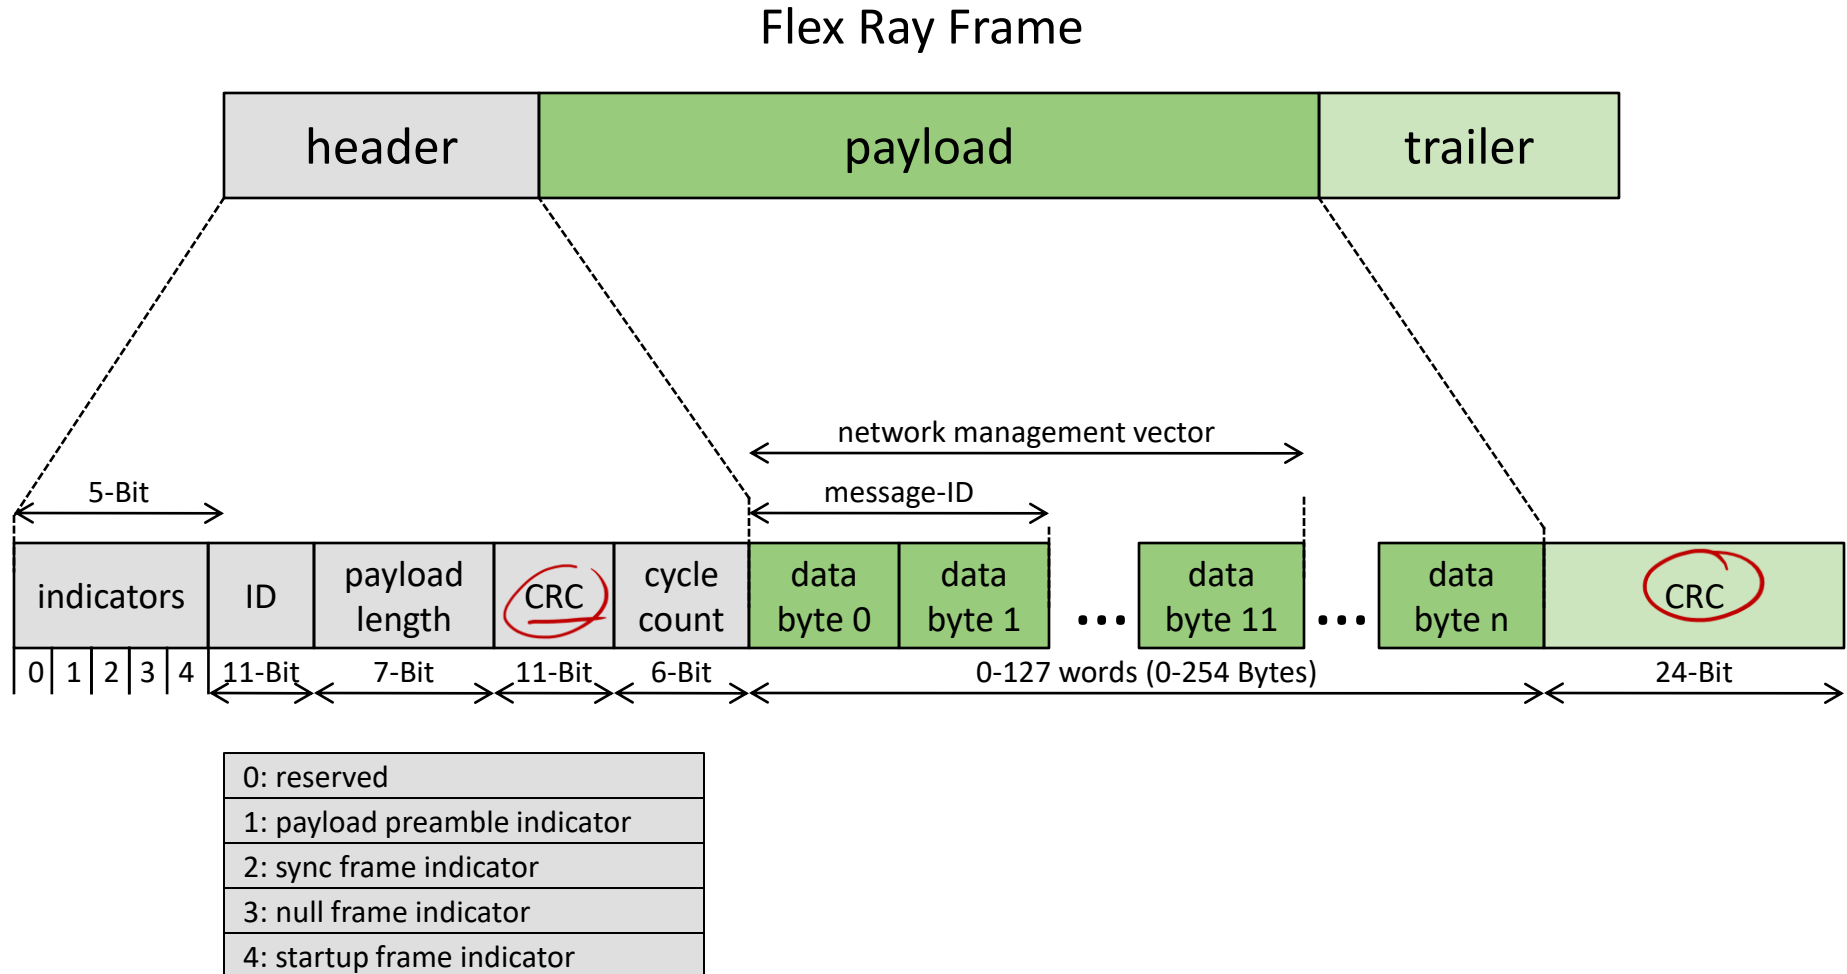 Flex Ray Frame
header payload trailer
network management vector
5-Bit message-ID
indicators ID payload length CRC cycle count data byte 0 data byte 1 ... data byte 11 ... data byte n CRC
0 1 2 3 4 11-Bit 7-Bit 11-Bit 6-Bit 0-127 words (0-254 Bytes) 24-Bit
0: reserved
1: payload preamble indicator
2: sync frame indicator
3: null frame indicator
4: startup frame indicator